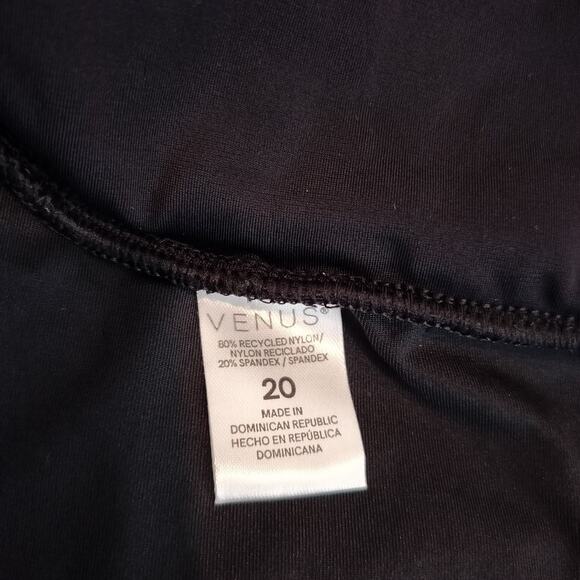 VENUS®
80% RECYCLED NYLON/
NYLON RECICLADO
20% SPANDEX / SPANDEX
20
MADE IN
DOMINICAN REPUBLIC
HECHO EN REPÚBLICA
DOMINICANA